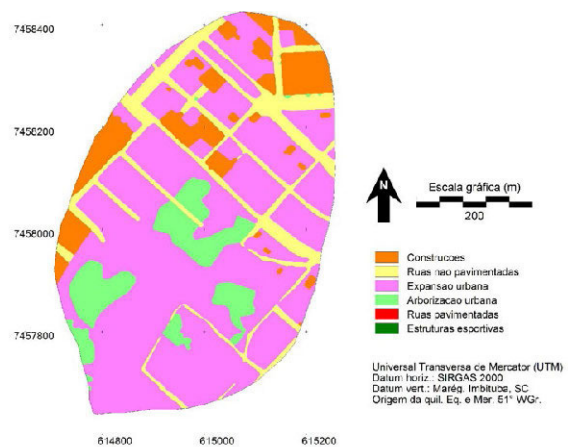 7458400
7458200
7458000
7457800
614800
615000
615200
N
Escala gráfica (m)
200
Construcoes
Ruas nao pavimentadas
Expansao urbana
Arborizacao urbana
Ruas pavimentadas
Estruturas esportivas
Universal Transversa de Mercator (UTM)
Datum horiz.: SIRGAS 2000
Datum vert.: Marég. Imbituba, SC
Origem da quil. Eq. e Mer. 51° WGr.